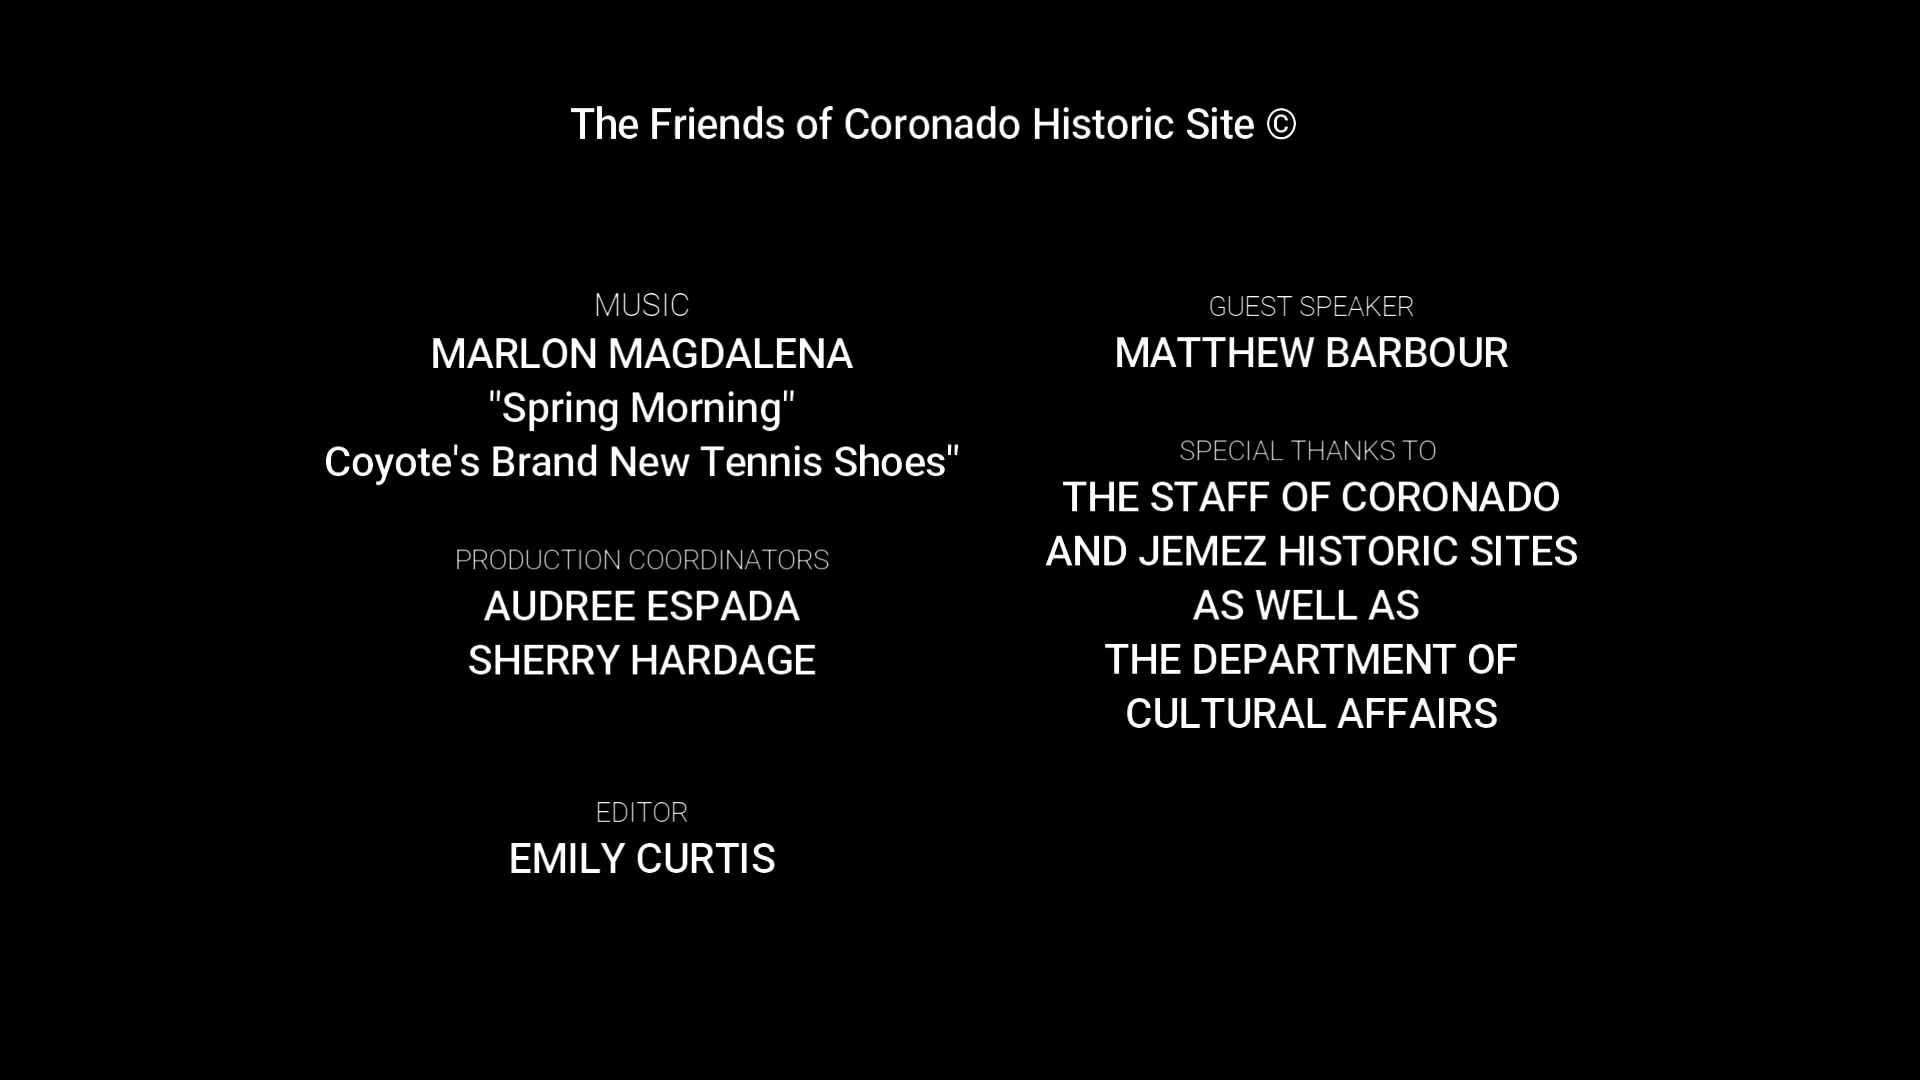 The Friends of Coronado Historic Site ©
MUSIC
MARLON MAGDALENA
"Spring Morning"
Coyote's Brand New Tennis Shoes"
PRODUCTION COORDINATORS
AUDREE ESPADA
SHERRY HARDAGE
EDITOR
EMILY CURTIS
GUEST SPEAKER
MATTHEW BARBOUR
SPECIAL THANKS TO
THE STAFF OF CORONADO
AND JEMEZ HISTORIC SITES
AS WELL AS
THE DEPARTMENT OF
CULTURAL AFFAIRS